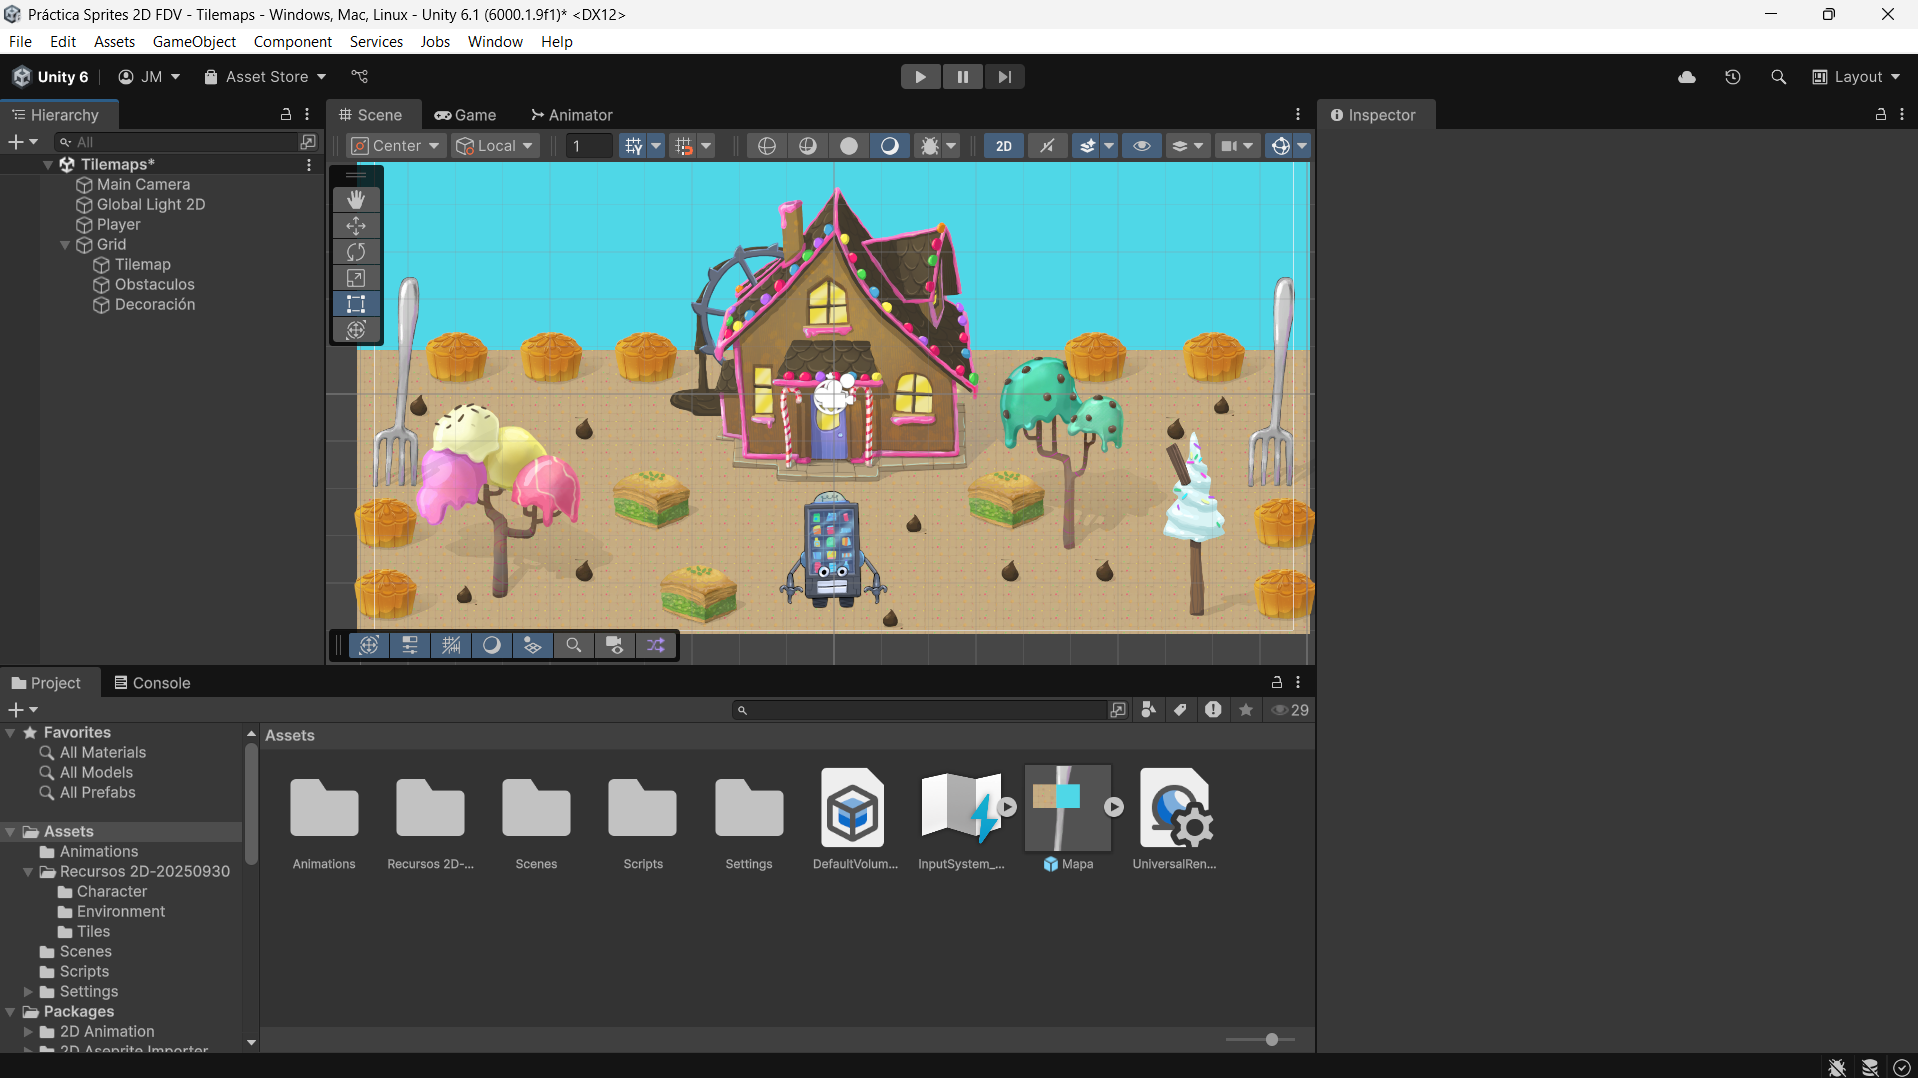 Práctica Sprites 2D FDV - Tilemaps - Windows, Mac, Linux - Unity 6.1 (6000.1.9f1)* <DX12>
File Edit Assets GameObject Component Services Jobs Window Help
Unity 6 JM Asset Store Layout
Hierarchy
All
Tilemaps*
Main Camera
Global Light 2D
Player
Grid
Tilemap
Obstaculos
Decoración
Scene Game Animator
Center Local 1 2D
Inspector
Project Console
29
Favorites
All Materials
All Models
All Prefabs
Assets
Animations
Recursos 2D-20250930
Character
Environment
Tiles
Scenes
Scripts
Settings
Packages
2D Animation
2D Aseprite Importer
Assets
Animations Recursos 2D-... Scenes Scripts Settings DefaultVolum... InputSystem_... Mapa UniversalRen...